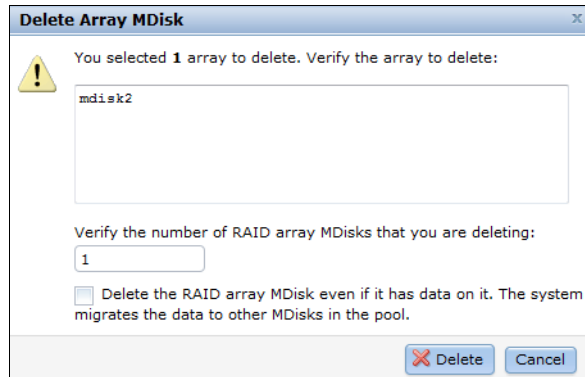 Delete Array MDisk x
You selected 1 array to delete. Verify the array to delete:
mdisk2
Verify the number of RAID array MDisks that you are deleting:
1
Delete the RAID array MDisk even if it has data on it. The system
migrates the data to other MDisks in the pool.
Delete Cancel